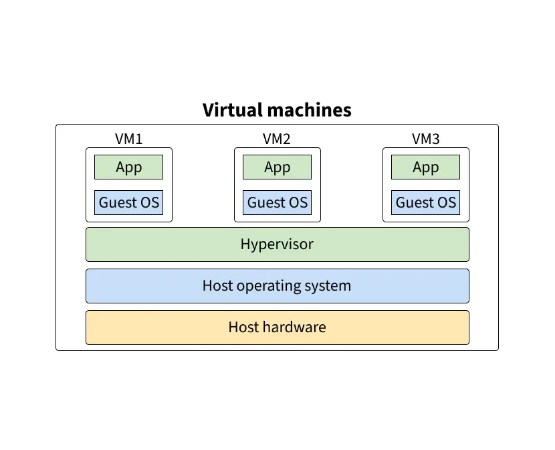 Virtual machines
VM1 VM2 VM3
App App App
Guest OS Guest OS Guest OS
Hypervisor
Host operating system
Host hardware